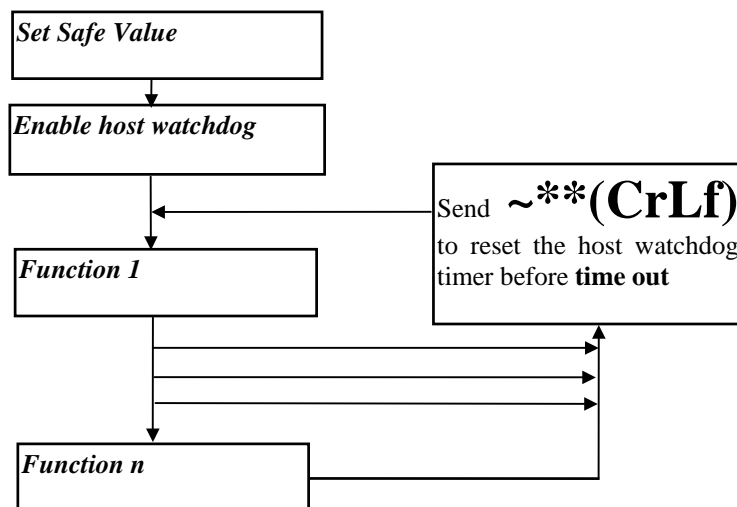 Set Safe Value
Enable host watchdog
Send ~**(CrLf)
to reset the host watchdog
timer before time out
Function 1
Function n